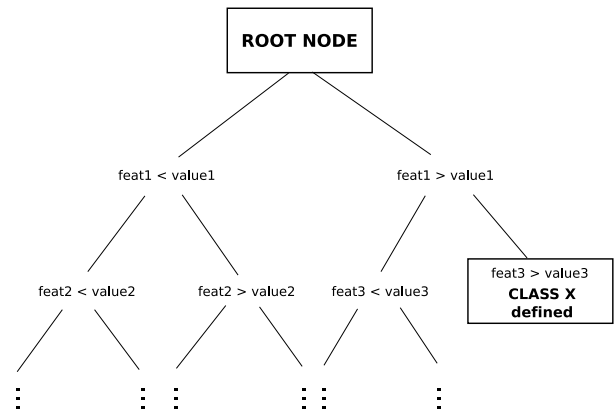 ROOT NODE
feat1 < value1
feat1 > value1
feat2 < value2
feat2 > value2
feat3 < value3
feat3 > value3
CLASS X
defined